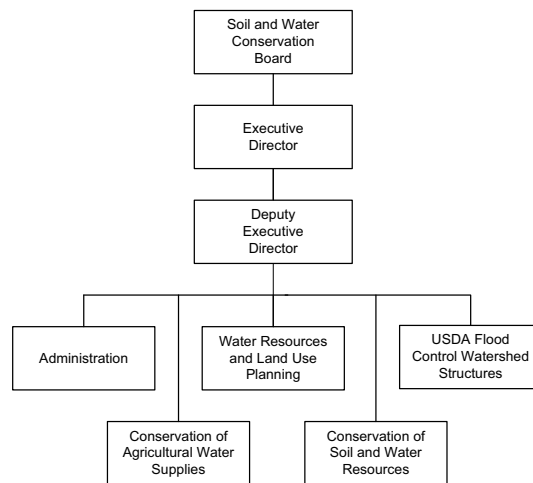 Soil and Water
Conservation
Board
Executive
Director
Deputy
Executive
Director
Administration
Water Resources
and Land Use
Planning
USDA Flood
Control Watershed
Structures
Conservation of
Agricultural Water
Supplies
Conservation of
Soil and Water
Resources